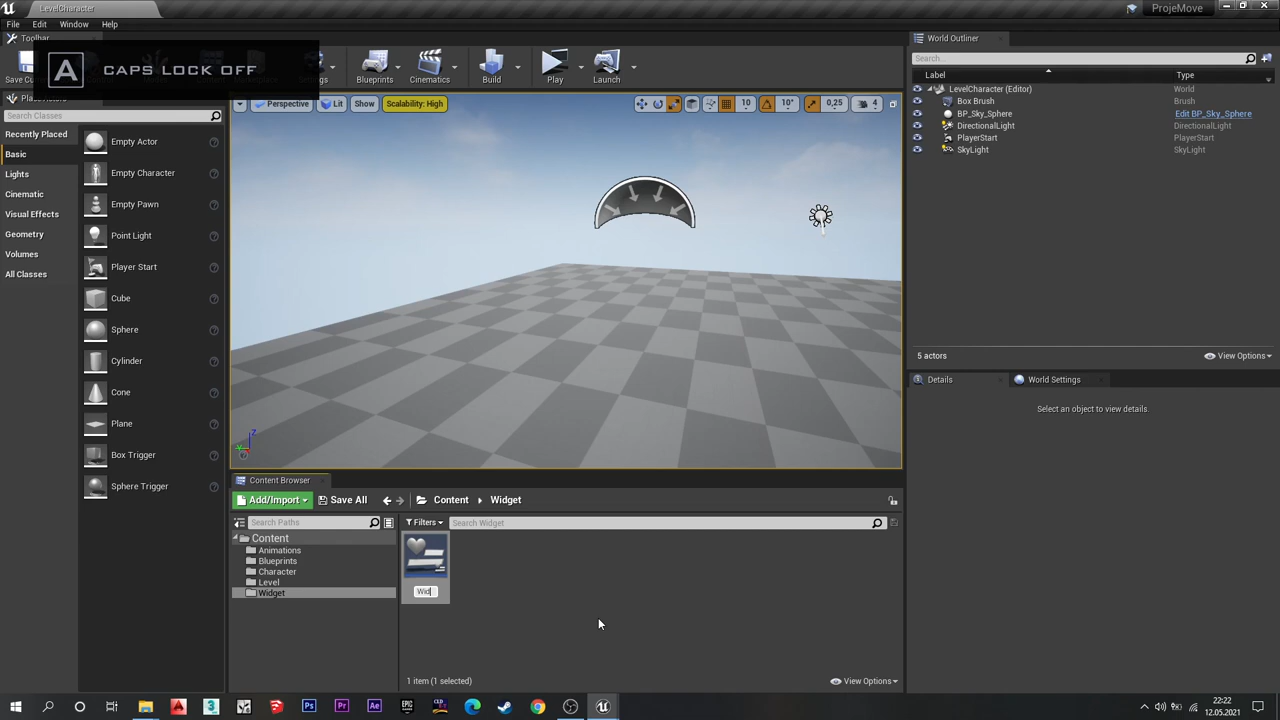 LevelCharacter
ProjeMove
File Edit Window Help
Toolbar
CAPS LOCK OFF
Save Cu
Settings
Blueprints
Cinematics
Build
Play
Launch
Search Classes
Recently Placed
Basic
Lights
Cinematic
Visual Effects
Geometry
Volumes
All Classes
Empty Actor
Empty Character
Empty Pawn
Point Light
Player Start
Cube
Sphere
Cylinder
Cone
Plane
Box Trigger
Sphere Trigger
Perspective Lit Show Scalability: High
10 10° 0,25 4
Z
World Outliner
Search...
Label Type
LevelCharacter (Editor) World
Box Brush Brush
BP_Sky_Sphere Edit BP_Sky_Sphere
DirectionalLight DirectionalLight
PlayerStart PlayerStart
SkyLight SkyLight
5 actors View Options
Details World Settings
Select an object to view details.
Content Browser
Add/Import Save All Content Widget
Search Paths Filters Search Widget
Content
Animations
Blueprints
Character
Level
Widget
Wid
1 item (1 selected) View Options
22:22
12.05.2021